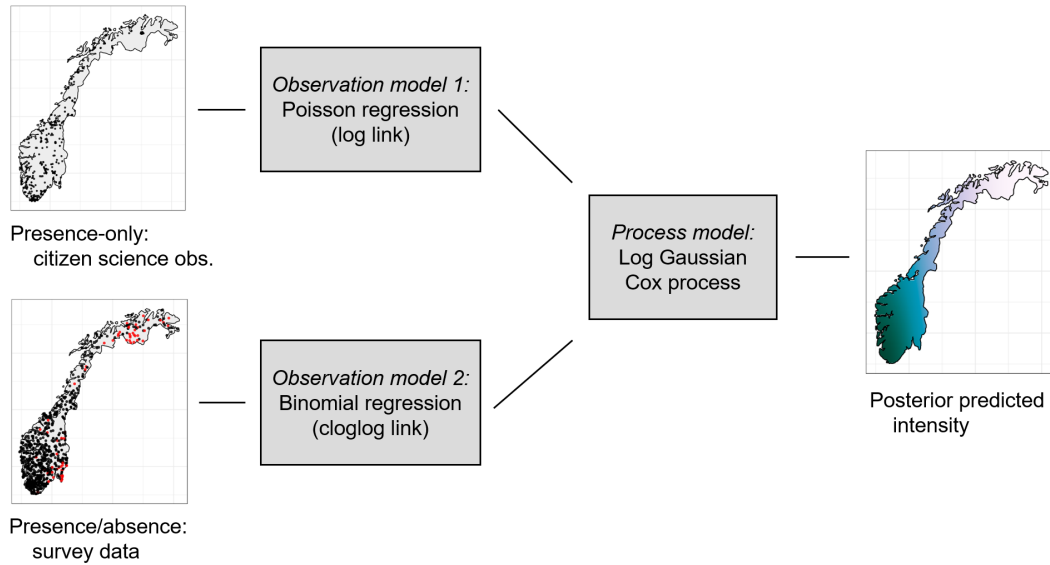 Observation model 1:
Poisson regression
(log link)
Presence-only:
citizen science obs.
Process model:
Log Gaussian
Cox process
Observation model 2:
Binomial regression
(cloglog link)
Posterior predicted
intensity
Presence/absence:
survey data